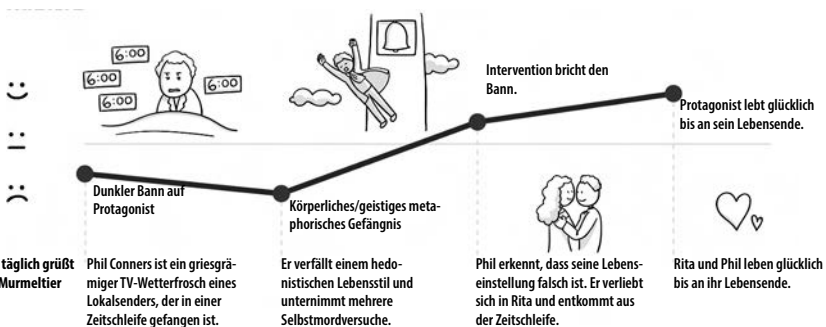 6:00
6:00
6:00
6:00
Intervention bricht den
Bann.
Protagonist lebt glücklich
bis an sein Lebensende.
Dunkler Bann auf
Protagonist
Körperliches/geistiges meta-
phorisches Gefängnis
täglich grüßt
Murmeltier
Phil Conners ist ein griesgrä-
miger TV-Wetterfrosch eines
Lokalsenders, der in einer
Zeitschleife gefangen ist.
Er verfällt einem hedo-
nistischen Lebensstil und
unternimmt mehrere
Selbstmordversuche.
Phil erkennt, dass seine Lebens-
einstellung falsch ist. Er verliebt
sich in Rita und entkommt aus
der Zeitschleife.
Rita und Phil leben glücklich
bis an ihr Lebensende.